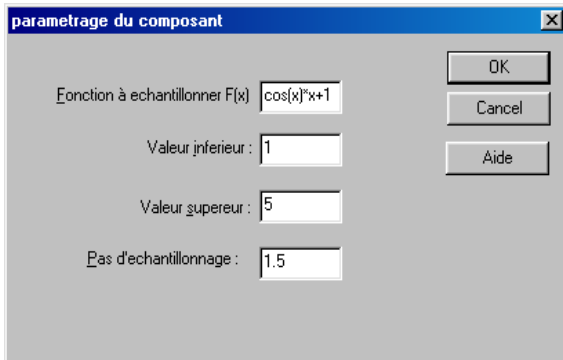 parametrage du composant
Fonction à echantillonner F(x) cos(x)*x+1
OK
Cancel
Valeur inferieur : 1
Aide
Valeur supereur : 5
Pas d'echantillonnage : 1.5